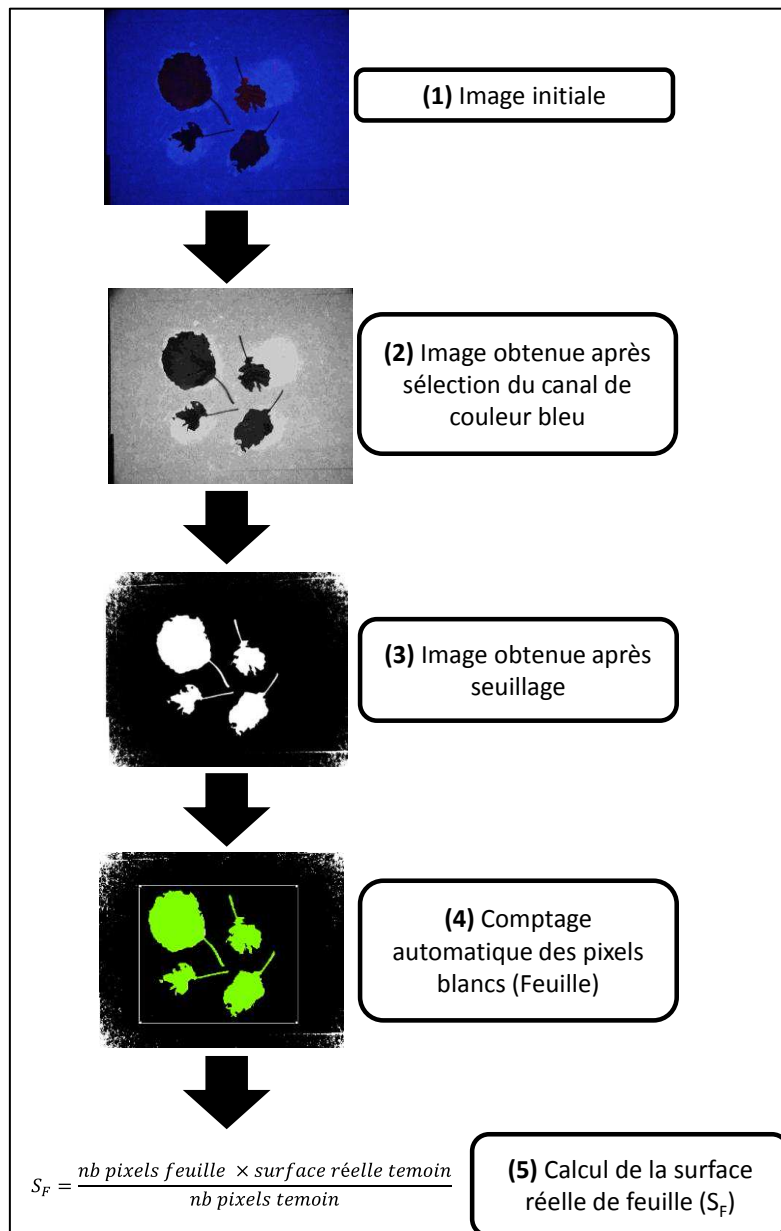 (1) Image initiale
(2) Image obtenue après
sélection du canal de
couleur bleu
(3) Image obtenue après
seuillage
(4) Comptage
automatique des pixels
blancs (Feuille)
S_F = \frac{nb pixels feuille × surface réelle temoin}{nb pixels temoin}
(5) Calcul de la surface
réelle de feuille (S_F)